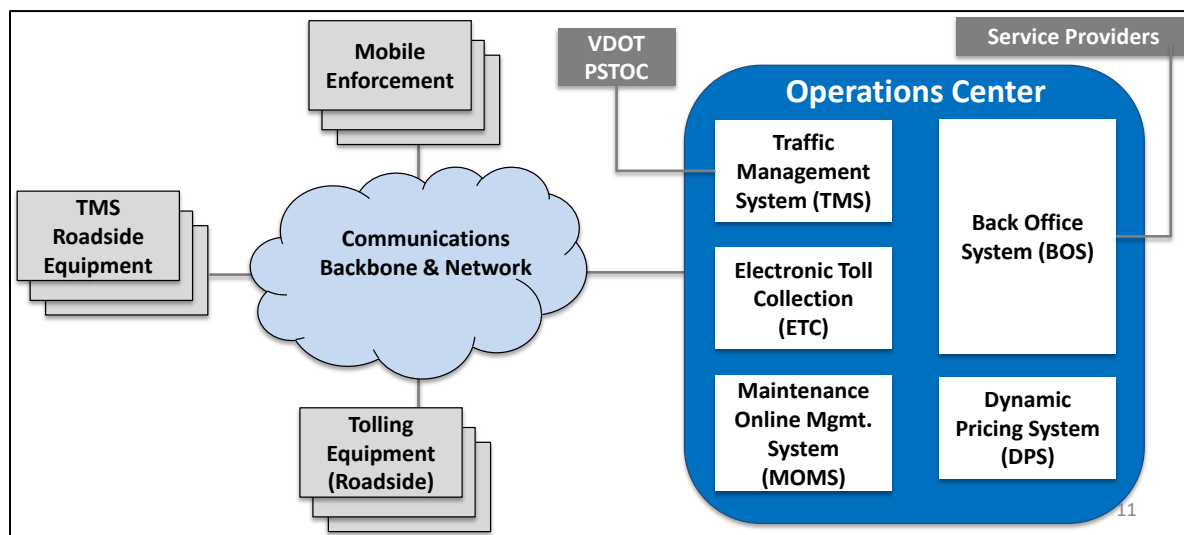 Mobile
Enforcement
VDOT
PSTOC
Service Providers
Operations Center
TMS
Roadside
Equipment
Communications
Backbone & Network
Tolling
Equipment
(Roadside)
Traffic
Management
System (TMS)
Back Office
System (BOS)
Electronic Toll
Collection
(ETC)
Maintenance
Online Mgmt.
System
(MOMS)
Dynamic
Pricing System
(DPS)
11